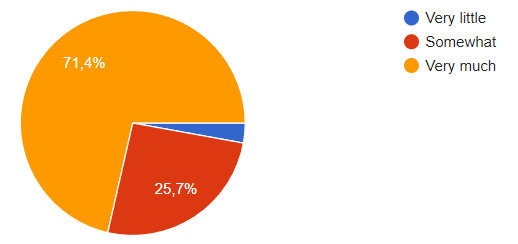 Very little
Somewhat
Very much
71,4%
25,7%